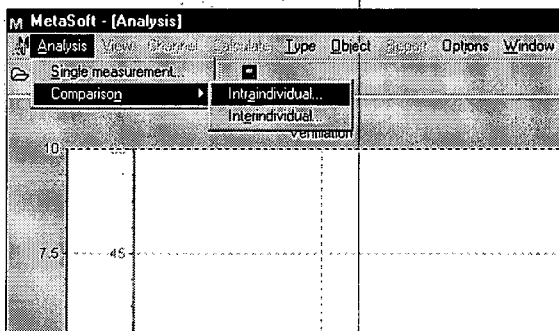 M MetaSoft - [Analysis]
Analysis View Channel Calculate Type Object Report Options Window
Single measurement...
Comparison
Intraindividual...
Interindividual...
Verification
10
7.5 45